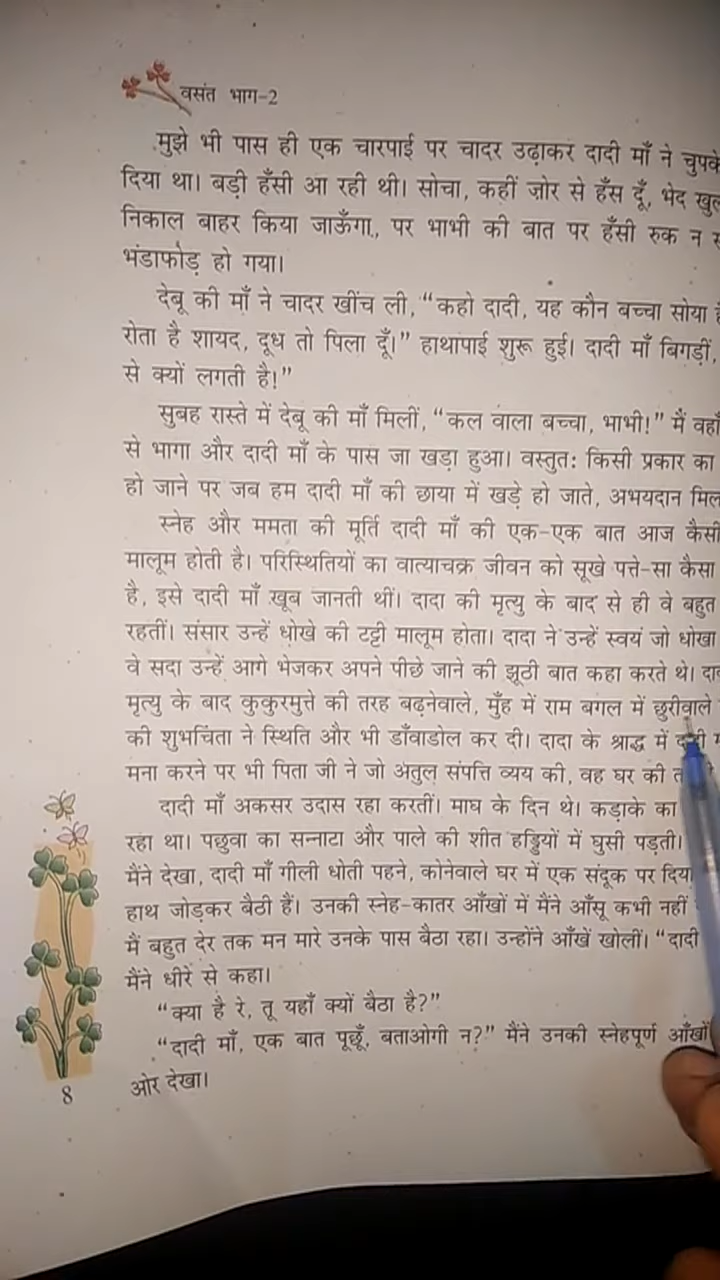 वसंत भाग-2
मुझे भी पास ही एक चारपाई पर चादर उढ़ाकर दादी माँ ने चुपके
दिया था। बड़ी हँसी आ रही थी। सोचा, कहीं ज़ोर से हँस दूँ, भेद खुल
निकाल बाहर किया जाऊँगा, पर भाभी की बात पर हँसी रुक न
भंडाफोड़ हो गया।
देबू की माँ ने चादर खींच ली, “कहो दादी, यह कौन बच्चा सोया
रोता है शायद, दूध तो पिला दूँ।” हाथापाई शुरू हुई। दादी माँ बिगड़ीं,
से क्यों लगती है!”
सुबह रास्ते में देबू की माँ मिलीं, “कल वाला बच्चा, भाभी!” मैं वहाँ
से भागा और दादी माँ के पास जा खड़ा हुआ। वस्तुतः किसी प्रकार का
हो जाने पर जब हम दादी माँ की छाया में खड़े हो जाते, अभयदान मिल
स्नेह और ममता की मूर्ति दादी माँ की एक-एक बात आज कैसी
मालूम होती है। परिस्थितियों का वात्याचक्र जीवन को सूखे पत्ते-सा कैसा
है, इसे दादी माँ खूब जानती थीं। दादा की मृत्यु के बाद से ही वे बहुत
रहतीं। संसार उन्हें धोखे की टट्टी मालूम होता। दादा ने उन्हें स्वयं जो धोखा
वे सदा उन्हें आगे भेजकर अपने पीछे जाने की झूठी बात कहा करते थे।
मृत्यु के बाद कुकुरमुत्ते की तरह बढ़नेवाले, मुँह में राम बगल में छुरीवाले
की शुभचिंता ने स्थिति और भी डाँवाडोल कर दी। दादा के श्राद्ध में
मना करने पर भी पिता जी ने जो अतुल संपत्ति व्यय की, वह घर की
दादी माँ अकसर उदास रहा करतीं। माघ के दिन थे। कड़ाके का
रहा था। पछुवा का सन्नाटा और पाले की शीत हड्डियों में घुसी पड़ती।
मैंने देखा, दादी माँ गीली धोती पहने, कोनेवाले घर में एक संदूक पर दिया
हाथ जोड़कर बैठी हैं। उनकी स्नेह-कातर आँखों में मैंने आँसू कभी नहीं
मैं बहुत देर तक मन मारे उनके पास बैठा रहा। उन्होंने आँखें खोलीं। “दादी
मैंने धीरे से कहा।
“क्या है रे, तू यहाँ क्यों बैठा है?”
“दादी माँ, एक बात पूछूँ, बताओगी न?” मैंने उनकी स्नेहपूर्ण आँखों
ओर देखा।
8